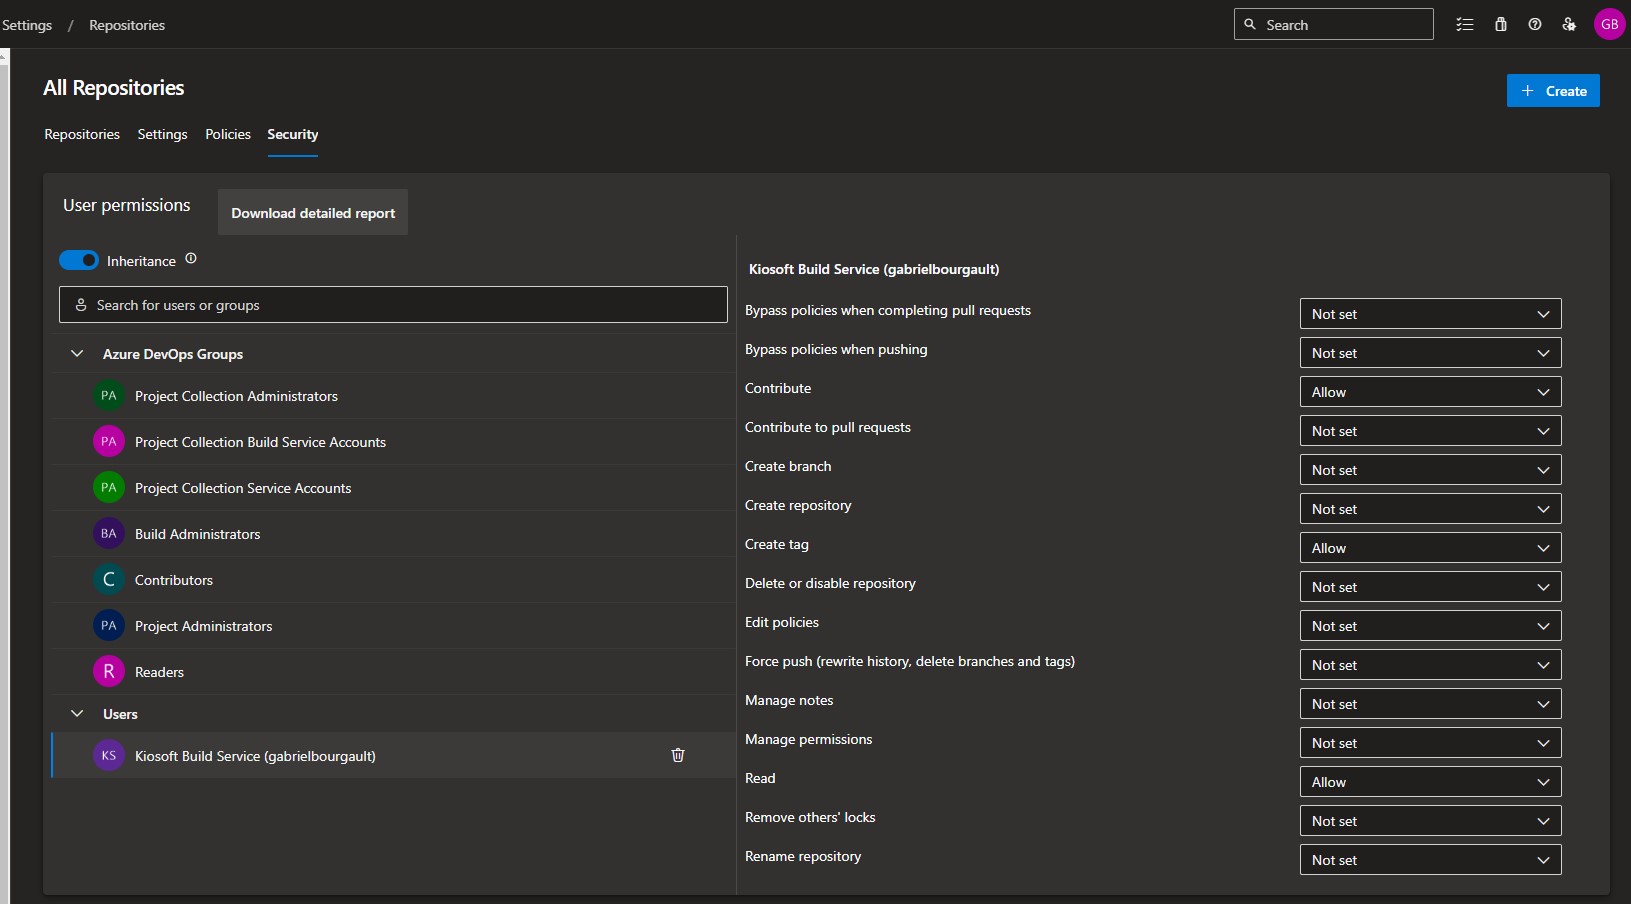 Settings / Repositories
Search
GB
All Repositories
Create
Repositories Settings Policies Security
User permissions
Download detailed report
Inheritance
Search for users or groups
Azure DevOps Groups
PA Project Collection Administrators
PA Project Collection Build Service Accounts
PA Project Collection Service Accounts
BA Build Administrators
C Contributors
PA Project Administrators
R Readers
Users
KS Kiosoft Build Service (gabrielbourgault)
Kiosoft Build Service (gabrielbourgault)
Bypass policies when completing pull requests Not set
Bypass policies when pushing Not set
Contribute Allow
Contribute to pull requests Not set
Create branch Not set
Create repository Not set
Create tag Allow
Delete or disable repository Not set
Edit policies Not set
Force push (rewrite history, delete branches and tags) Not set
Manage notes Not set
Manage permissions Not set
Read Allow
Remove others' locks Not set
Rename repository Not set